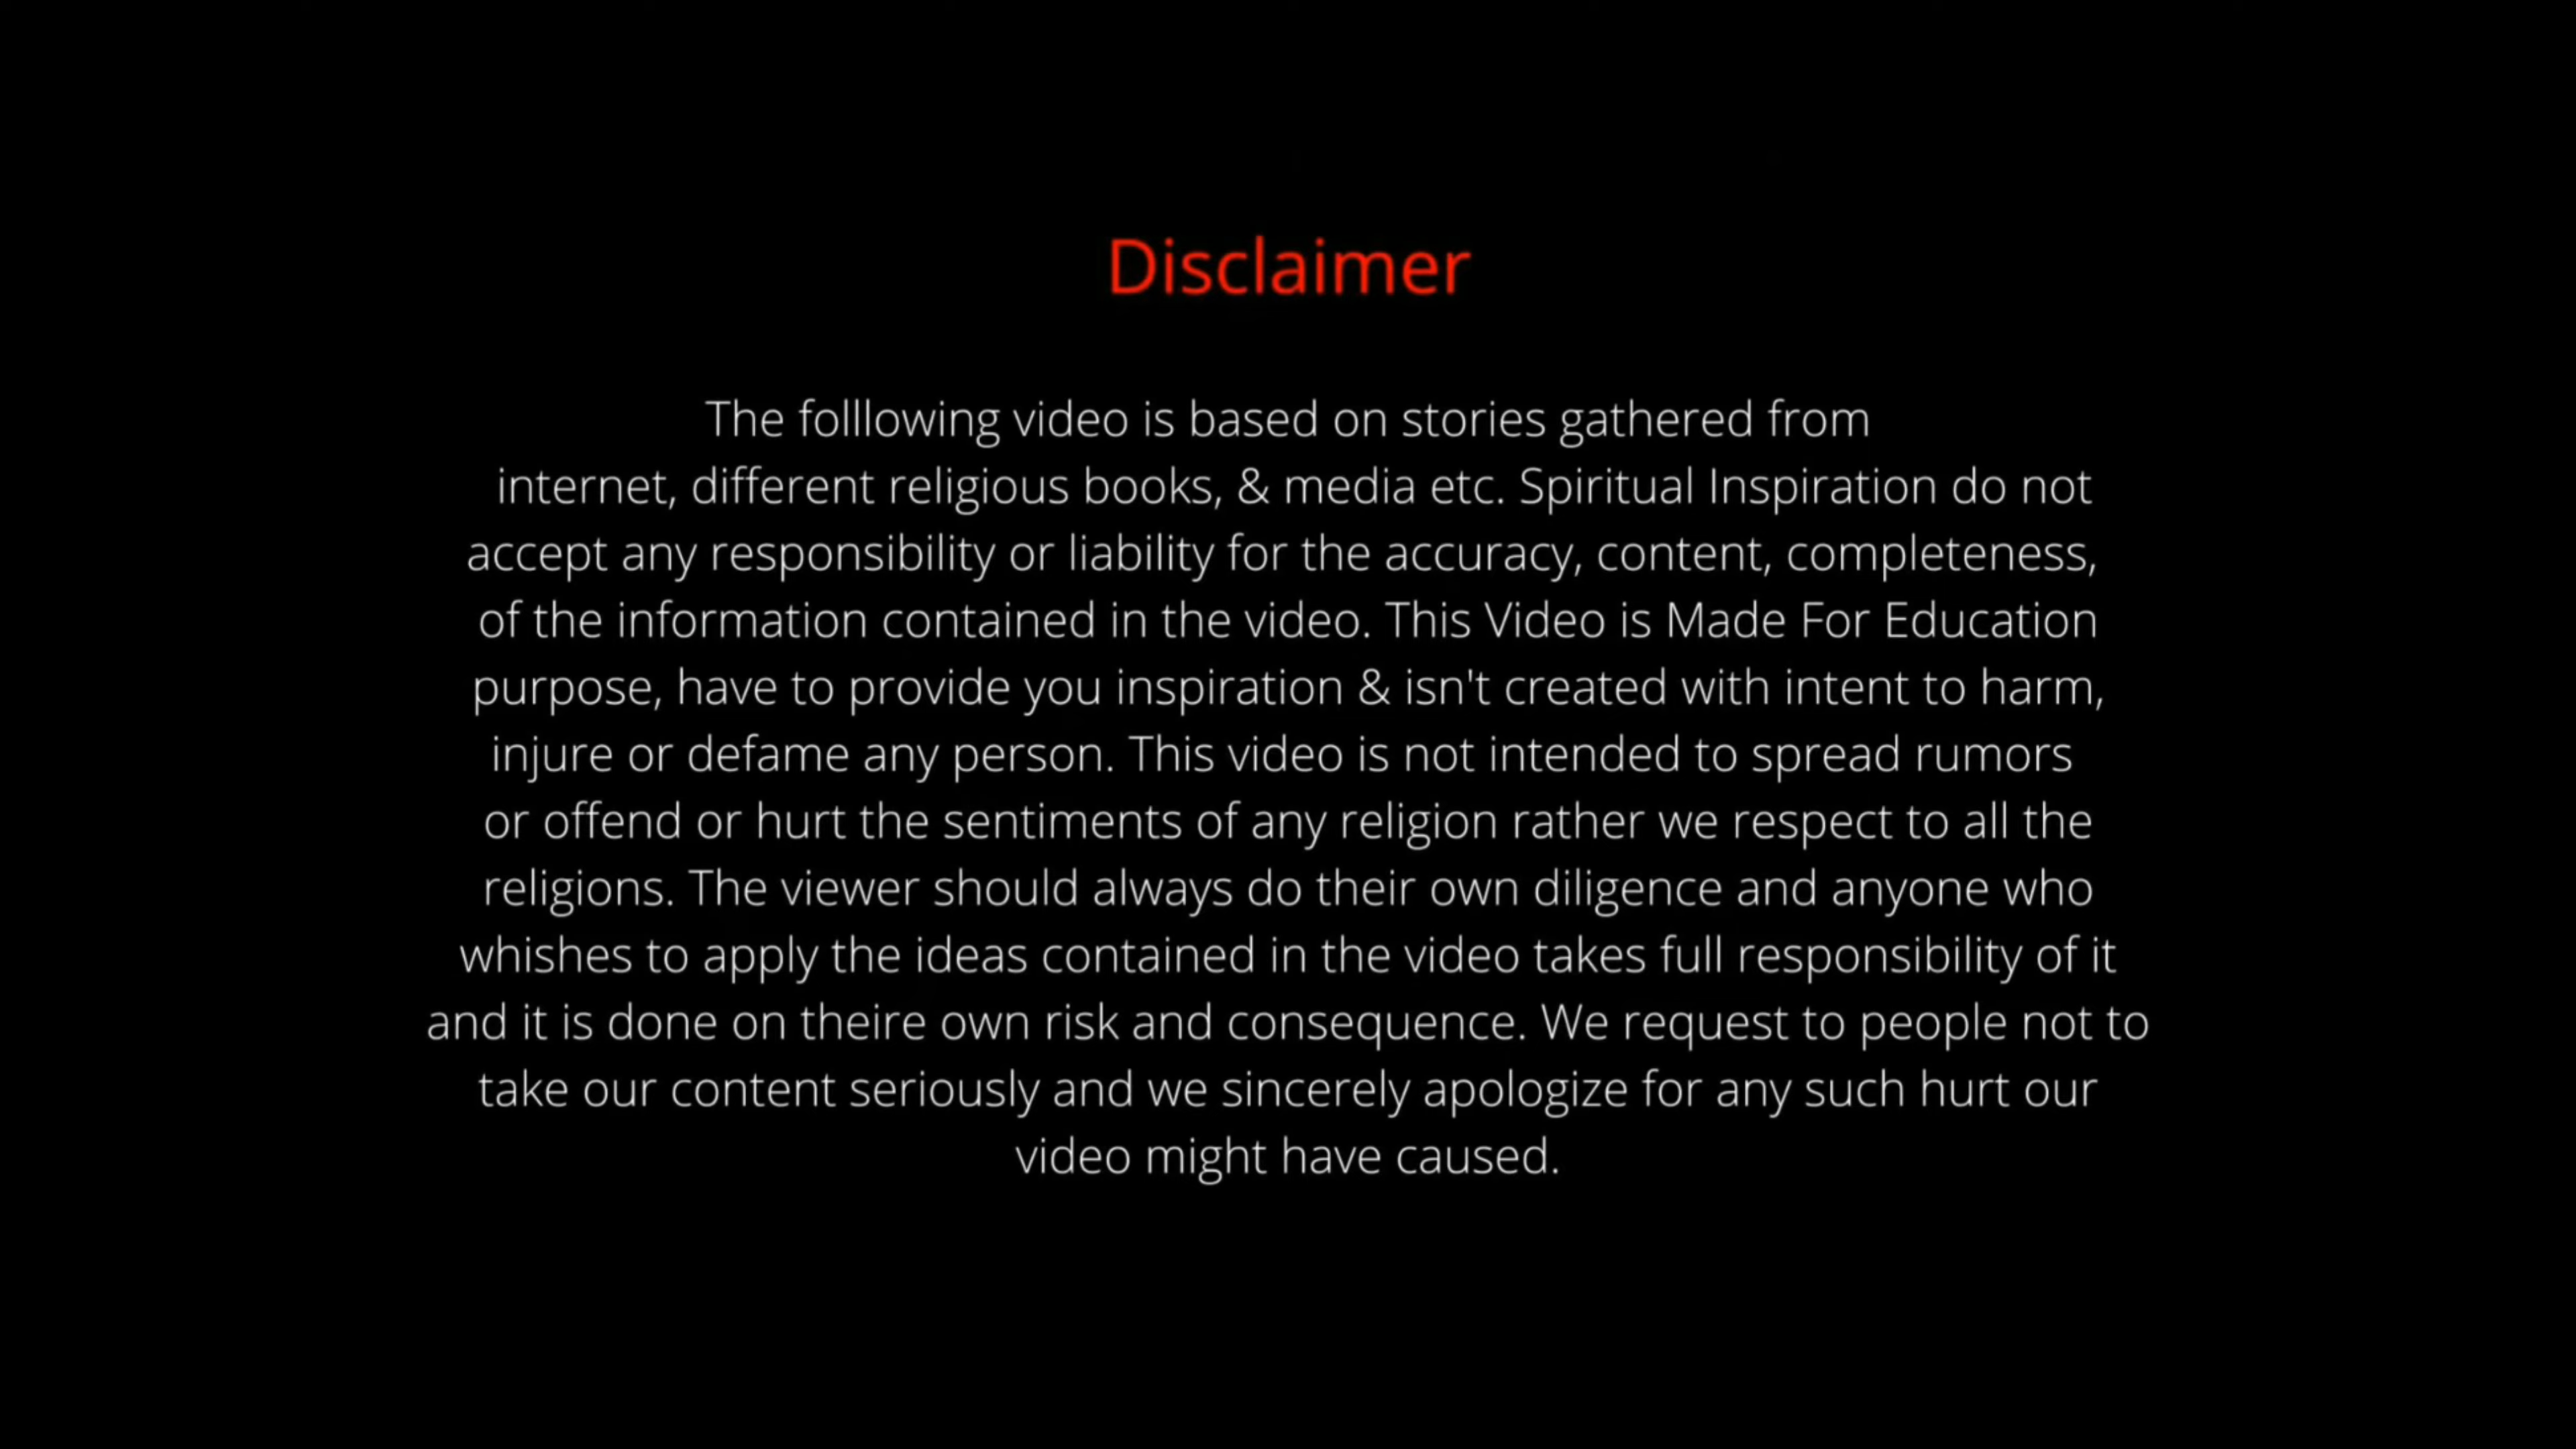 Disclaimer
The folllowing video is based on stories gathered from
internet, different religious books, & media etc. Spiritual Inspiration do not
accept any responsibility or liability for the accuracy, content, completeness,
of the information contained in the video. This Video is Made For Education
purpose, have to provide you inspiration & isn't created with intent to harm,
injure or defame any person. This video is not intended to spread rumors
or offend or hurt the sentiments of any religion rather we respect to all the
religions. The viewer should always do their own diligence and anyone who
whishes to apply the ideas contained in the video takes full responsibility of it
and it is done on theire own risk and consequence. We request to people not to
take our content seriously and we sincerely apologize for any such hurt our
video might have caused.